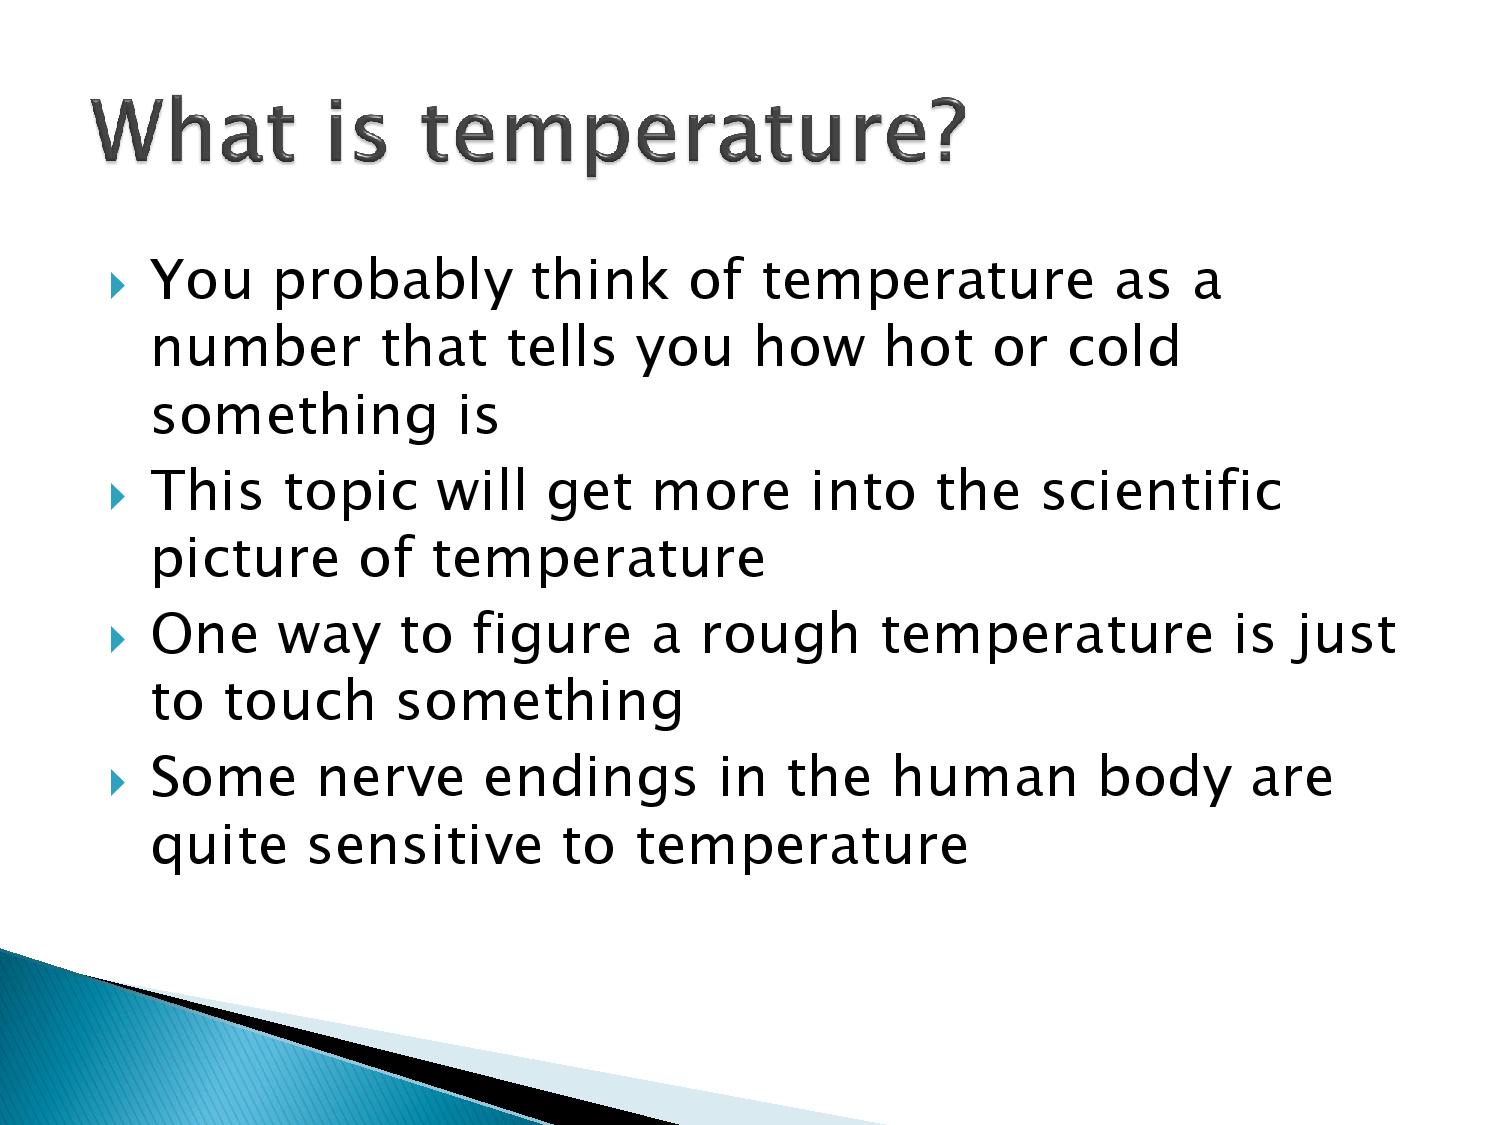 What is temperature?
You probably think of temperature as a
number that tells you how hot or cold
something is
This topic will get more into the scientific
picture of temperature
One way to figure a rough temperature is just
to touch something
Some nerve endings in the human body are
quite sensitive to temperature